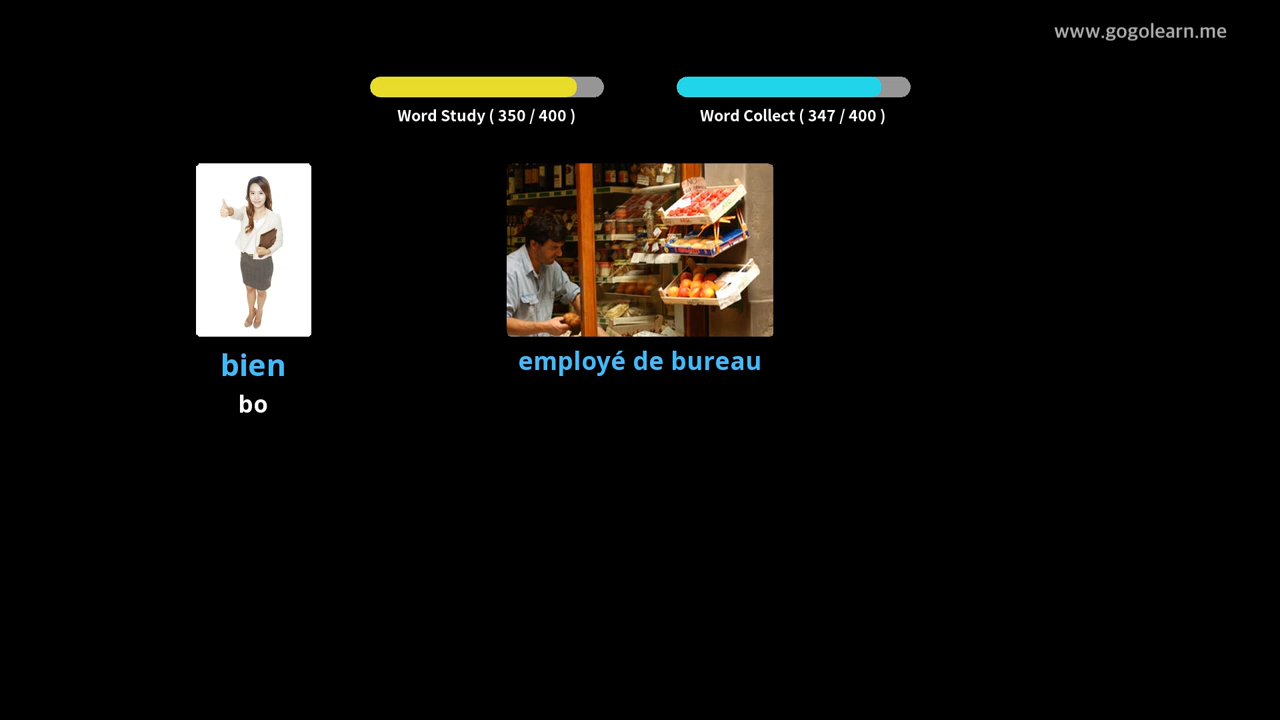 www.gogolearn.me
Word Study ( 350 / 400 )
Word Collect ( 347 / 400 )
bien
employé de bureau
bo